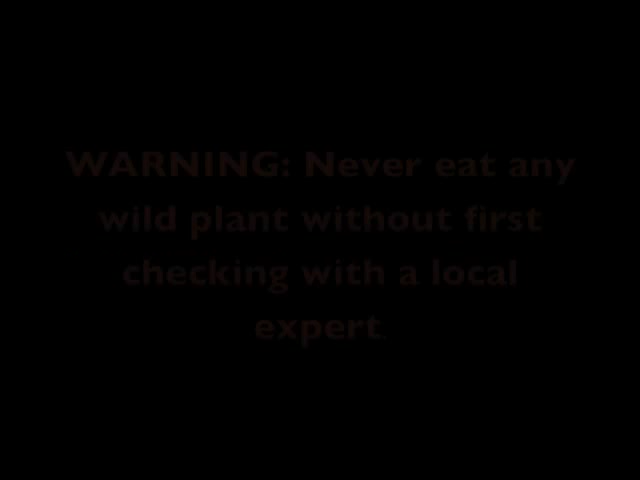 WARNING: Never eat any
wild plant without first
checking with a local
expert.